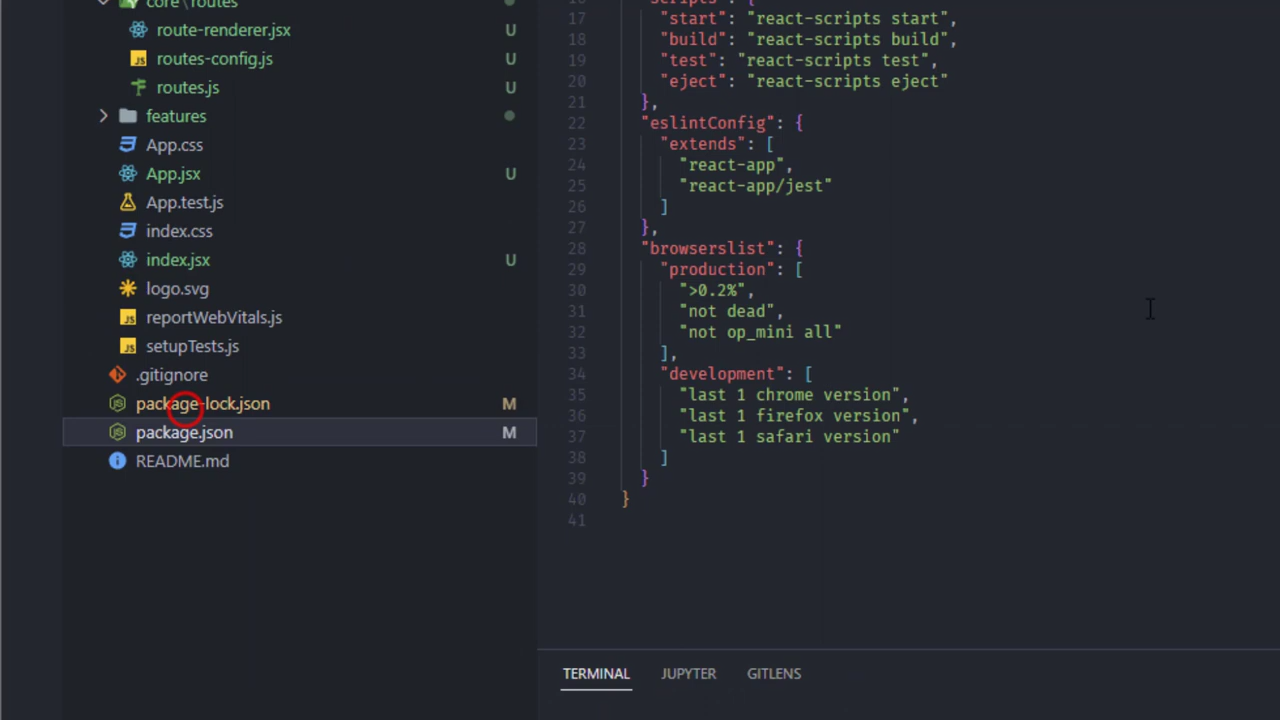 core \ routes
route-renderer.jsx U
routes-config.js U
routes.js U
features
App.css
App.jsx U
App.test.js
index.css
index.jsx U
logo.svg
reportWebVitals.js
setupTests.js
.gitignore
package-lock.json M
package.json M
README.md
"scripts": {
17 "start": "react-scripts start",
18 "build": "react-scripts build",
19 "test": "react-scripts test",
20 "eject": "react-scripts eject"
21 },
22 "eslintConfig": {
23 "extends": [
24 "react-app",
25 "react-app/jest"
26 ]
27 },
28 "browserslist": {
29 "production": [
30 ">0.2%",
31 "not dead",
32 "not op_mini all"
33 ],
34 "development": [
35 "last 1 chrome version",
36 "last 1 firefox version",
37 "last 1 safari version"
38 ]
39 }
40 }
41
TERMINAL JUPYTER GITLENS